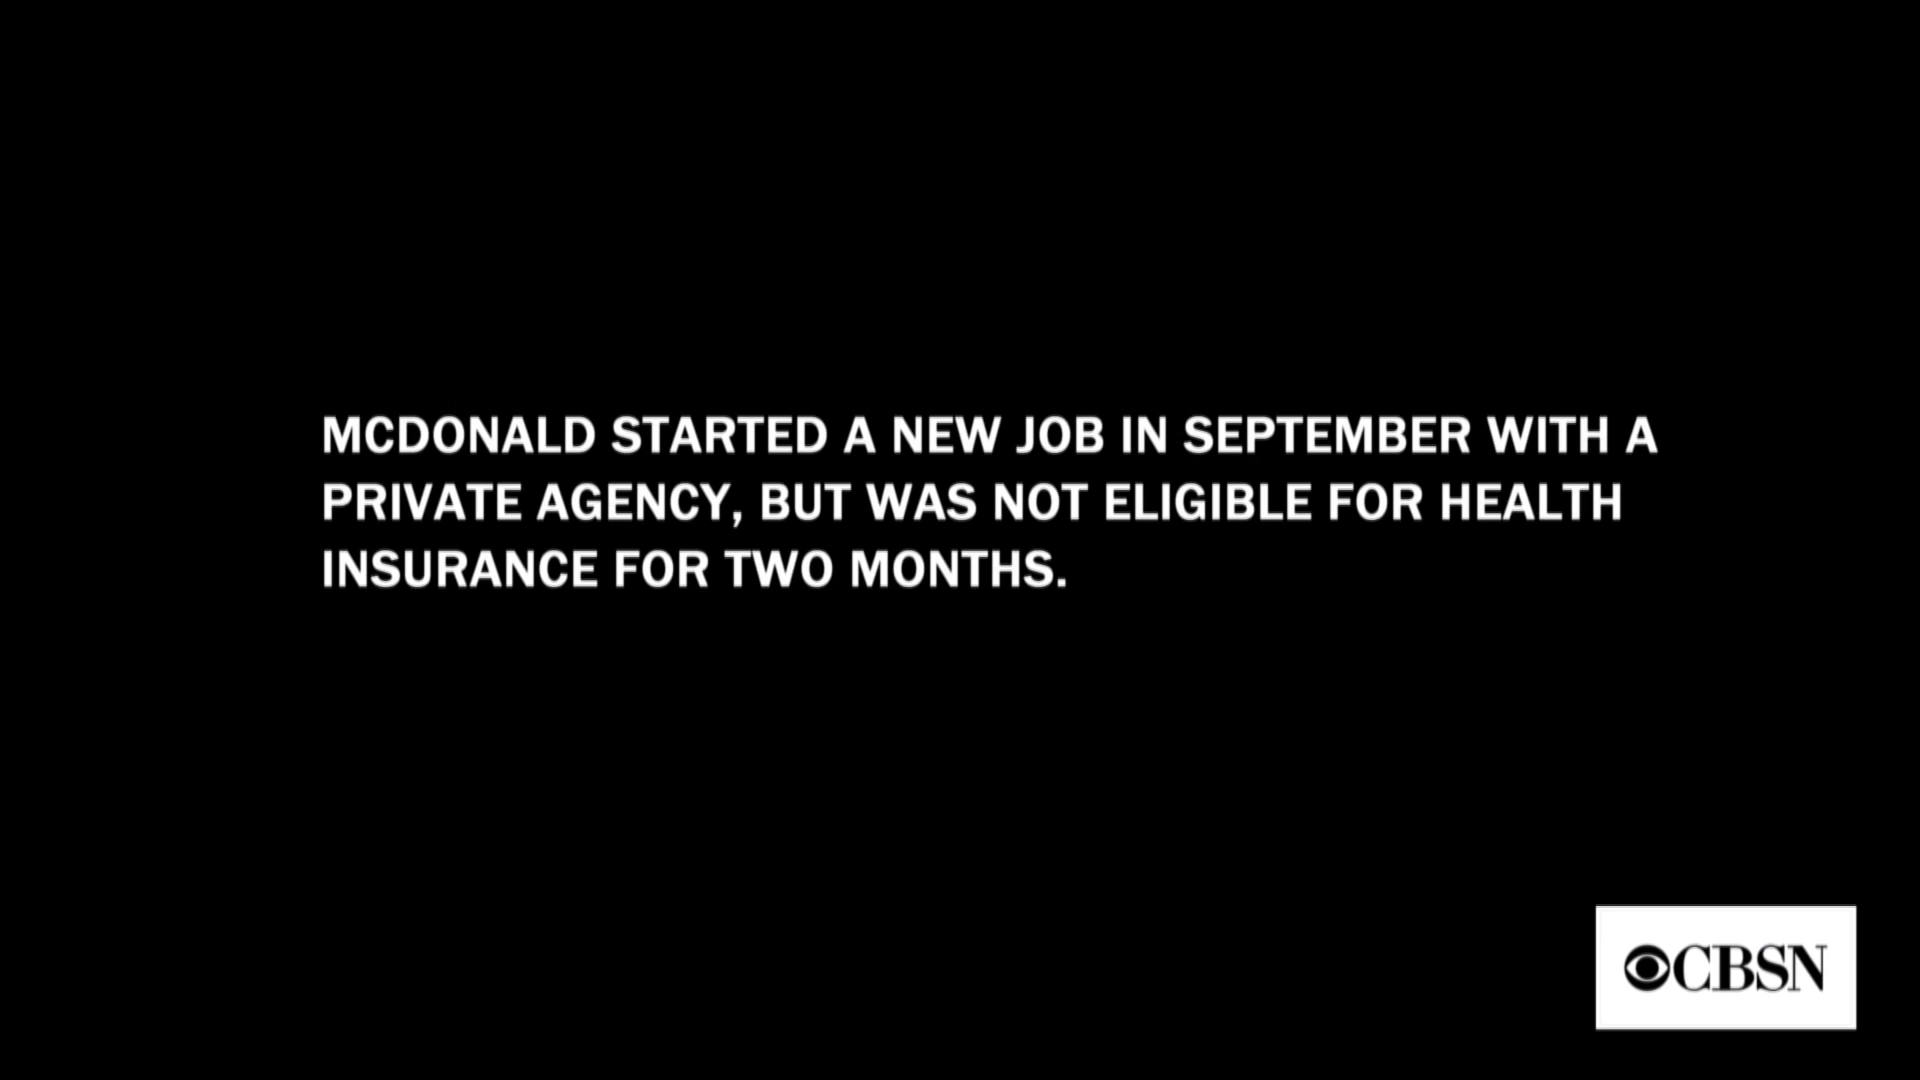 MCDONALD STARTED A NEW JOB IN SEPTEMBER WITH A
PRIVATE AGENCY, BUT WAS NOT ELIGIBLE FOR HEALTH
INSURANCE FOR TWO MONTHS.
CBSN